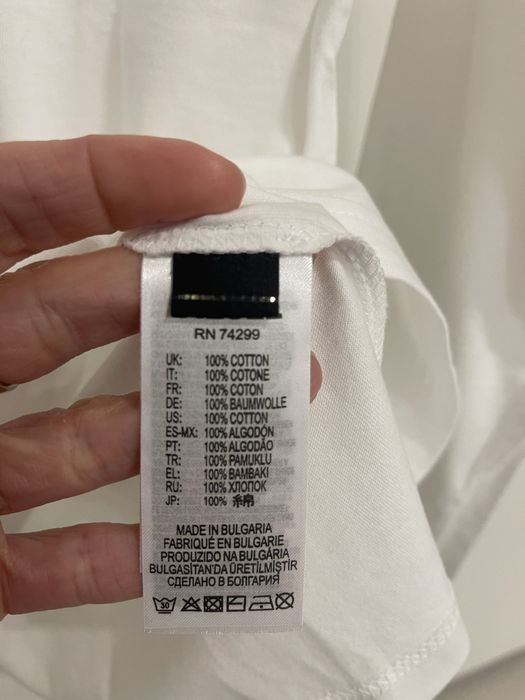 RN 74299
UK: 100% COTTON
IT: 100% COTONE
FR: 100% COTON
DE: 100% BAUMWOLLE
US: 100% COTTON
ES-MX: 100% ALGODÓN
PT: 100% ALGODÃO
TR: 100% PAMUKLU
EL: 100% BAMBAKI
RU: 100% ХЛОПОК
JP: 100% 綿
MADE IN BULGARIA
FABRIQUÉ EN BULGARIE
PRODUZIDO NA BULGÁRIA
BULGASİTAN'DA ÜRETİLMİŞTİR
СДЕЛАНО В БОЛГАРИЯ
30